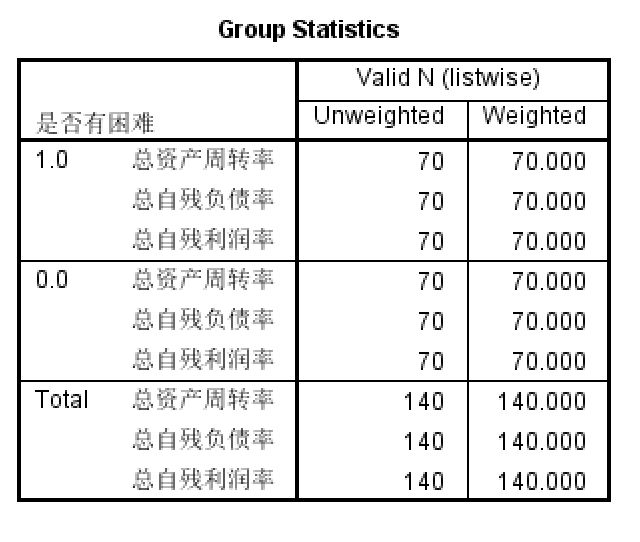 Group Statistics
Valid N (listwise)
是否有困难 Unweighted Weighted
1.0 总资产周转率 70 70.000
总自残负债率 70 70.000
总自残利润率 70 70.000
0.0 总资产周转率 70 70.000
总自残负债率 70 70.000
总自残利润率 70 70.000
Total 总资产周转率 140 140.000
总自残负债率 140 140.000
总自残利润率 140 140.000